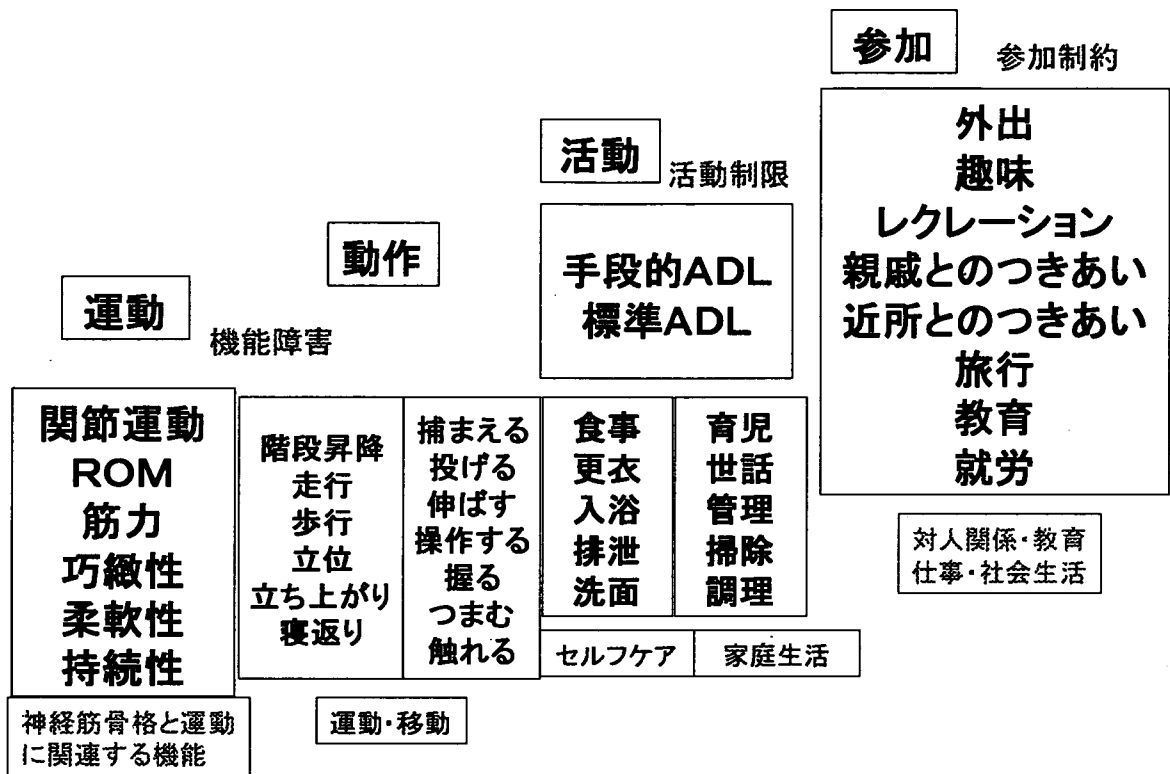 参加
参加制約
外出
趣味
レクレーション
親戚とのつきあい
近所とのつきあい
旅行
教育
就労
対人関係・教育
仕事・社会生活
活動
活動制限
手段的ADL
標準ADL
食事
更衣
入浴
排泄
洗面
セルフケア
育児
世話
管理
掃除
調理
家庭生活
動作
階段昇降
走行
歩行
立位
立ち上がり
寝返り
捕まえる
投げる
伸ばす
操作する
握る
つまむ
触れる
運動・移動
運動
機能障害
関節運動
ROM
筋力
巧緻性
柔軟性
持続性
神経筋骨格と運動
に関連する機能